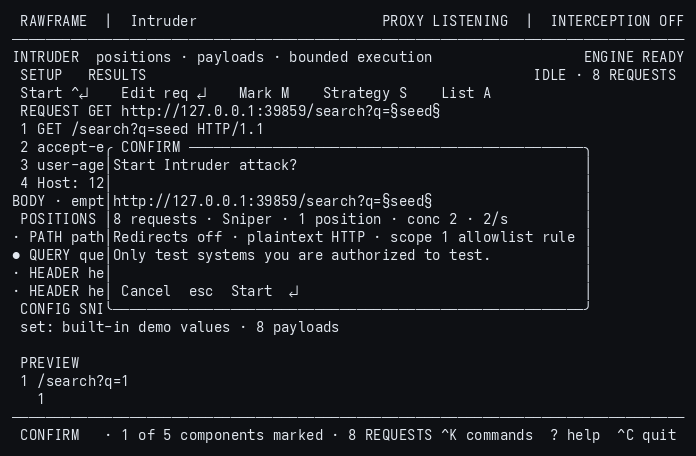 RAWFRAME | Intruder PROXY LISTENING | INTERCEPTION OFF
INTRUDER positions · payloads · bounded execution ENGINE READY
SETUP RESULTS IDLE · 8 REQUESTS
Start ^↲ Edit req ↲ Mark M Strategy S List A
REQUEST GET http://127.0.0.1:39859/search?q=§seed§
1 GET /search?q=seed HTTP/1.1
2 accept-e CONFIRM
3 user-age Start Intruder attack?
4 Host: 12
BODY · empt http://127.0.0.1:39859/search?q=§seed§
POSITIONS 8 requests · Sniper · 1 position · conc 2 · 2/s
· PATH path Redirects off · plaintext HTTP · scope 1 allowlist rule
● QUERY que Only test systems you are authorized to test.
· HEADER he
· HEADER he Cancel esc Start ↲
CONFIG SNI
set: built-in demo values · 8 payloads
PREVIEW
1 /search?q=1
1
CONFIRM · 1 of 5 components marked · 8 REQUESTS ^K commands ? help ^C quit